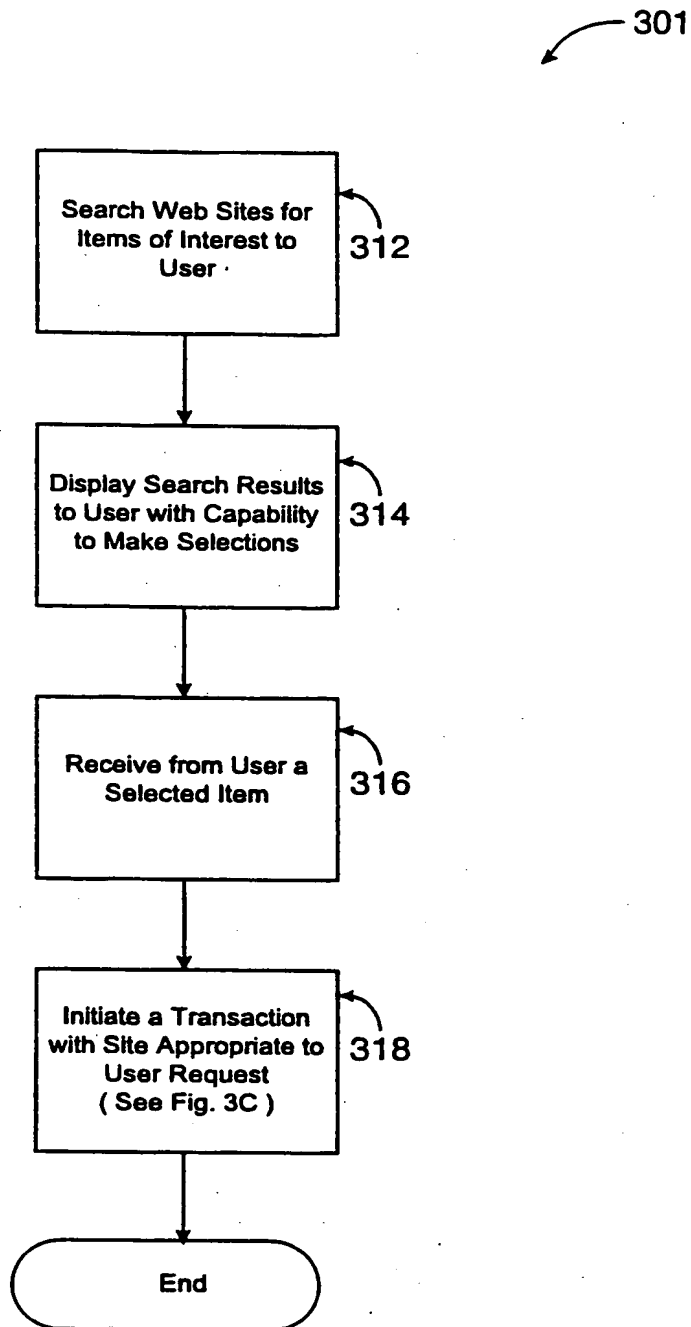 301
Search Web Sites for
Items of Interest to
User
312
Display Search Results
to User with Capability
to Make Selections
314
Receive from User a
Selected Item
316
Initiate a Transaction
with Site Appropriate to
User Request
( See Fig. 3C )
318
End